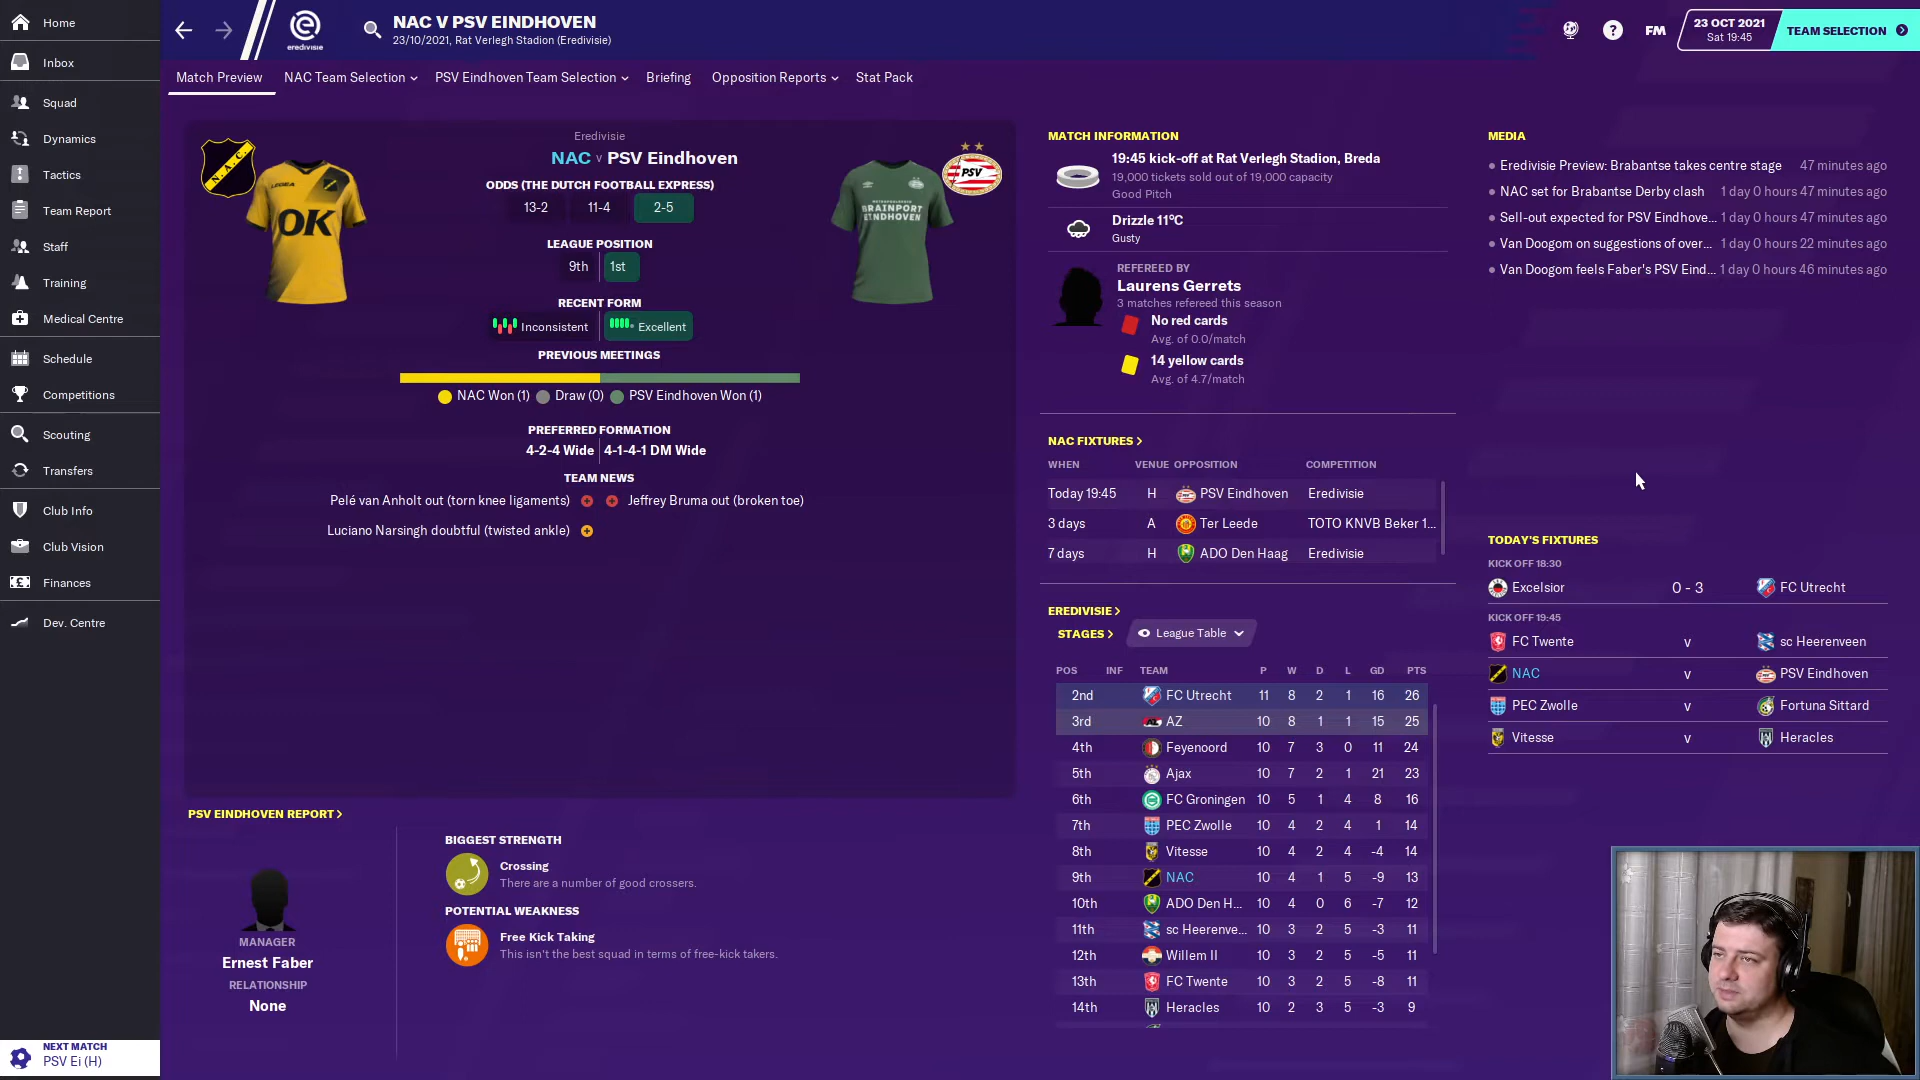 Home
Inbox
Squad
Dynamics
Tactics
Team Report
Staff
Training
Medical Centre
Schedule
Competitions
Scouting
Transfers
Club Info
Club Vision
Finances
Dev. Centre
NEXT MATCH
PSV Ei (H)
eredivisie
NAC V PSV EINDHOVEN
23/10/2021, Rat Verlegh Stadion (Eredivisie)
FM
23 OCT 2021
Sat 19:45
TEAM SELECTION
Match Preview NAC Team Selection PSV Eindhoven Team Selection Briefing Opposition Reports Stat Pack
Eredivisie
NAC v PSV Eindhoven
N.A.C.
LEGEA
OK
BRAINPORT
EINDHOVEN
PSV
ODDS (THE DUTCH FOOTBALL EXPRESS)
13-2 11-4 2-5
LEAGUE POSITION
9th 1st
RECENT FORM
Inconsistent Excellent
PREVIOUS MEETINGS
NAC Won (1) Draw (0) PSV Eindhoven Won (1)
PREFERRED FORMATION
4-2-4 Wide 4-1-4-1 DM Wide
TEAM NEWS
Pelé van Anholt out (torn knee ligaments) Jeffrey Bruma out (broken toe)
Luciano Narsingh doubtful (twisted ankle)
PSV EINDHOVEN REPORT
MANAGER
Ernest Faber
RELATIONSHIP
None
BIGGEST STRENGTH
Crossing
There are a number of good crossers.
POTENTIAL WEAKNESS
Free Kick Taking
This isn't the best squad in terms of free-kick takers.
MATCH INFORMATION
19:45 kick-off at Rat Verlegh Stadion, Breda
19,000 tickets sold out of 19,000 capacity
Good Pitch
Drizzle 11°C
Gusty
REFEREED BY
Laurens Gerrets
3 matches refereed this season
No red cards
Avg. of 0.0/match
14 yellow cards
Avg. of 4.7/match
NAC FIXTURES
WHEN VENUE OPPOSITION COMPETITION
Today 19:45 H PSV Eindhoven Eredivisie
3 days A Ter Leede TOTO KNVB Beker 1...
7 days H ADO Den Haag Eredivisie
EREDIVISIE
STAGES League Table
POS INF TEAM P W D L GD PTS
2nd FC Utrecht 11 8 2 1 16 26
3rd AZ 10 8 1 1 15 25
4th Feyenoord 10 7 3 0 11 24
5th Ajax 10 7 2 1 21 23
6th FC Groningen 10 5 1 4 8 16
7th PEC Zwolle 10 4 2 4 1 14
8th Vitesse 10 4 2 4 -4 14
9th NAC 10 4 1 5 -9 13
10th ADO Den H... 10 4 0 6 -7 12
11th sc Heerenve... 10 3 2 5 -3 11
12th Willem II 10 3 2 5 -5 11
13th FC Twente 10 3 2 5 -8 11
14th Heracles 10 2 3 5 -3 9
MEDIA
Eredivisie Preview: Brabantse takes centre stage 47 minutes ago
NAC set for Brabantse Derby clash 1 day 0 hours 47 minutes ago
Sell-out expected for PSV Eindhove... 1 day 0 hours 47 minutes ago
Van Doogom on suggestions of over... 1 day 0 hours 22 minutes ago
Van Doogom feels Faber's PSV Eind... 1 day 0 hours 46 minutes ago
TODAY'S FIXTURES
KICK OFF 18:30
Excelsior 0 - 3 FC Utrecht
KICK OFF 19:45
FC Twente v sc Heerenveen
NAC v PSV Eindhoven
PEC Zwolle v Fortuna Sittard
Vitesse v Heracles